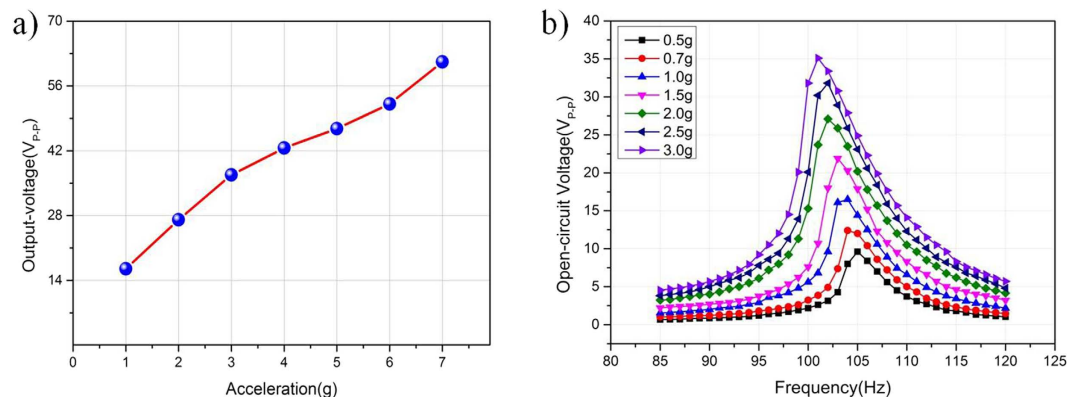 a)
70
56
42
28
14
0
1
2
3
4
5
6
7
Output-voltage(VP-P)
Acceleration(g)
b)
40
35
30
25
20
15
10
5
0
80
85
90
95
100
105
110
115
120
125
Open-circuit Voltage(VP-P)
Frequency(Hz)
0.5g
0.7g
1.0g
1.5g
2.0g
2.5g
3.0g